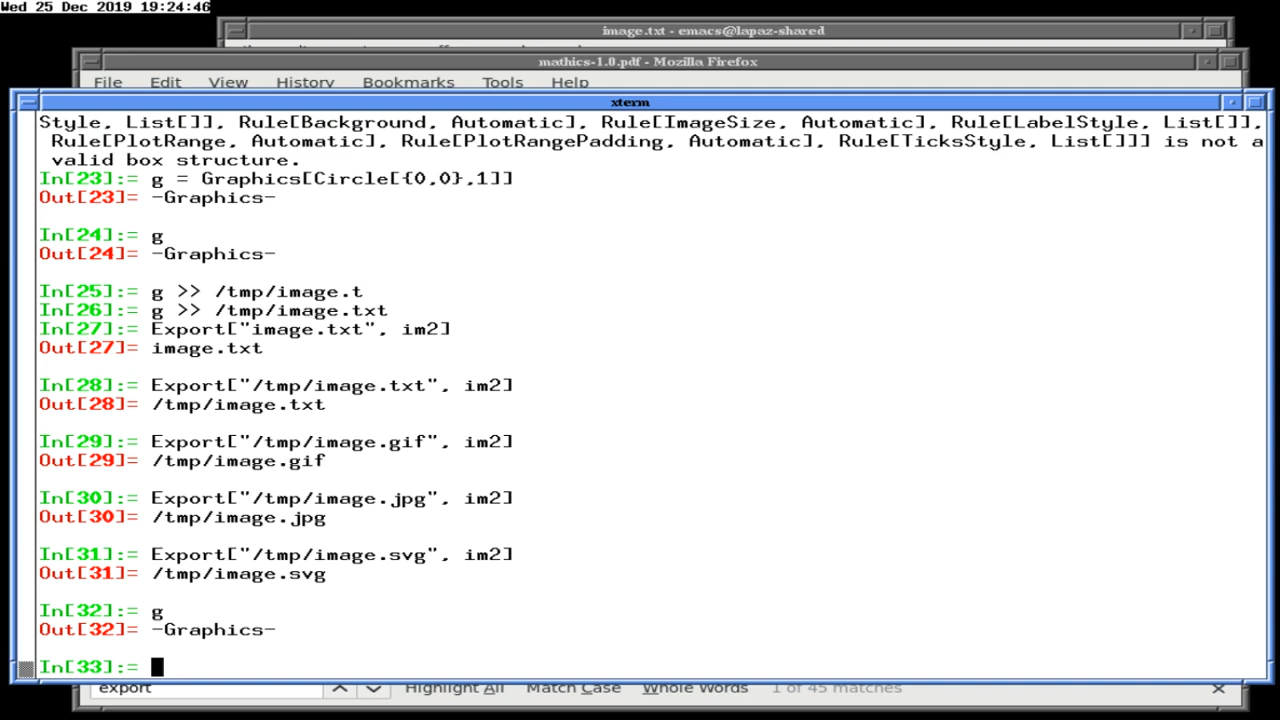 Wed 25 Dec 2019 19:24:46
image.txt - emacs@lapaz-shared
mathics-1.0.pdf - Mozilla Firefox
File Edit View History Bookmarks Tools Help
xterm
Style, List[]], Rule[Background, Automatic], Rule[ImageSize, Automatic], Rule[LabelStyle, List[]],
Rule[PlotRange, Automatic], Rule[PlotRangePadding, Automatic], Rule[TicksStyle, List[]]] is not a
valid box structure.
In[23]:= g = Graphics[Circle[{0,0},1]]
Out[23]= -Graphics-
In[24]:= g
Out[24]= -Graphics-
In[25]:= g >> /tmp/image.t
In[26]:= g >> /tmp/image.txt
In[27]:= Export["image.txt", im2]
Out[27]= image.txt
In[28]:= Export["/tmp/image.txt", im2]
Out[28]= /tmp/image.txt
In[29]:= Export["/tmp/image.gif", im2]
Out[29]= /tmp/image.gif
In[30]:= Export["/tmp/image.jpg", im2]
Out[30]= /tmp/image.jpg
In[31]:= Export["/tmp/image.svg", im2]
Out[31]= /tmp/image.svg
In[32]:= g
Out[32]= -Graphics-
In[33]:=
export Highlight All Match Case Whole Words 1 of 45 matches